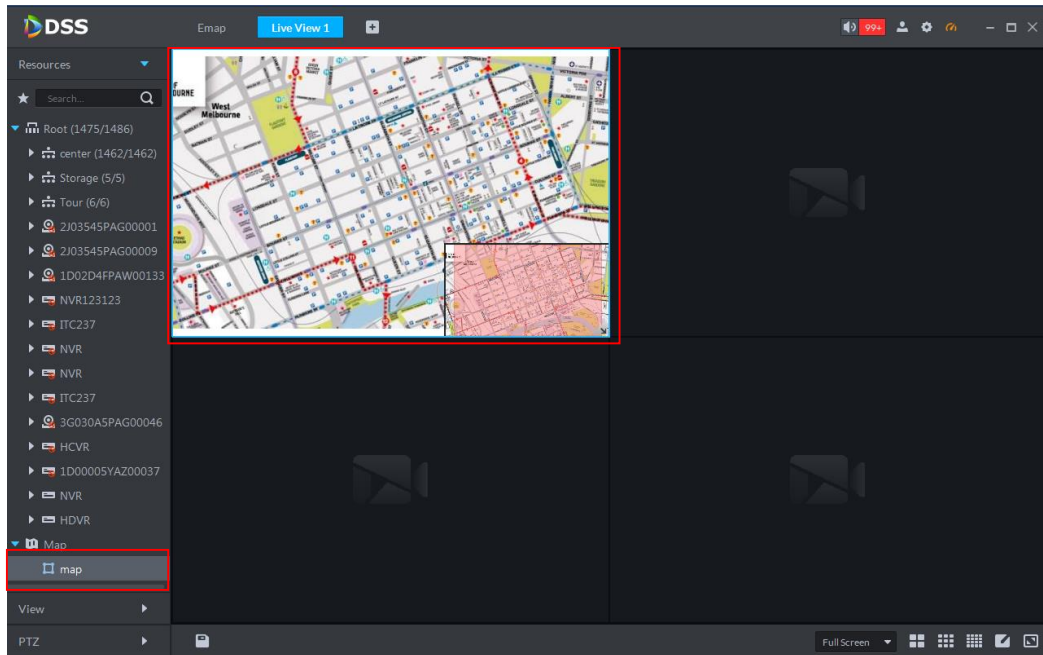 DSS
Emap
Live View 1
99+
Resources
Search...
Root (1475/1486)
center (1462/1462)
Storage (5/5)
Tour (6/6)
2J03545PAG00001
2J03545PAG00009
1D02D4FPAW00133
NVR123123
ITC237
NVR
NVR
ITC237
3G030A5PAG00046
HCVR
1D00005YAZ00037
NVR
HDVR
Map
map
View
PTZ
West
Melbourne
Full Screen